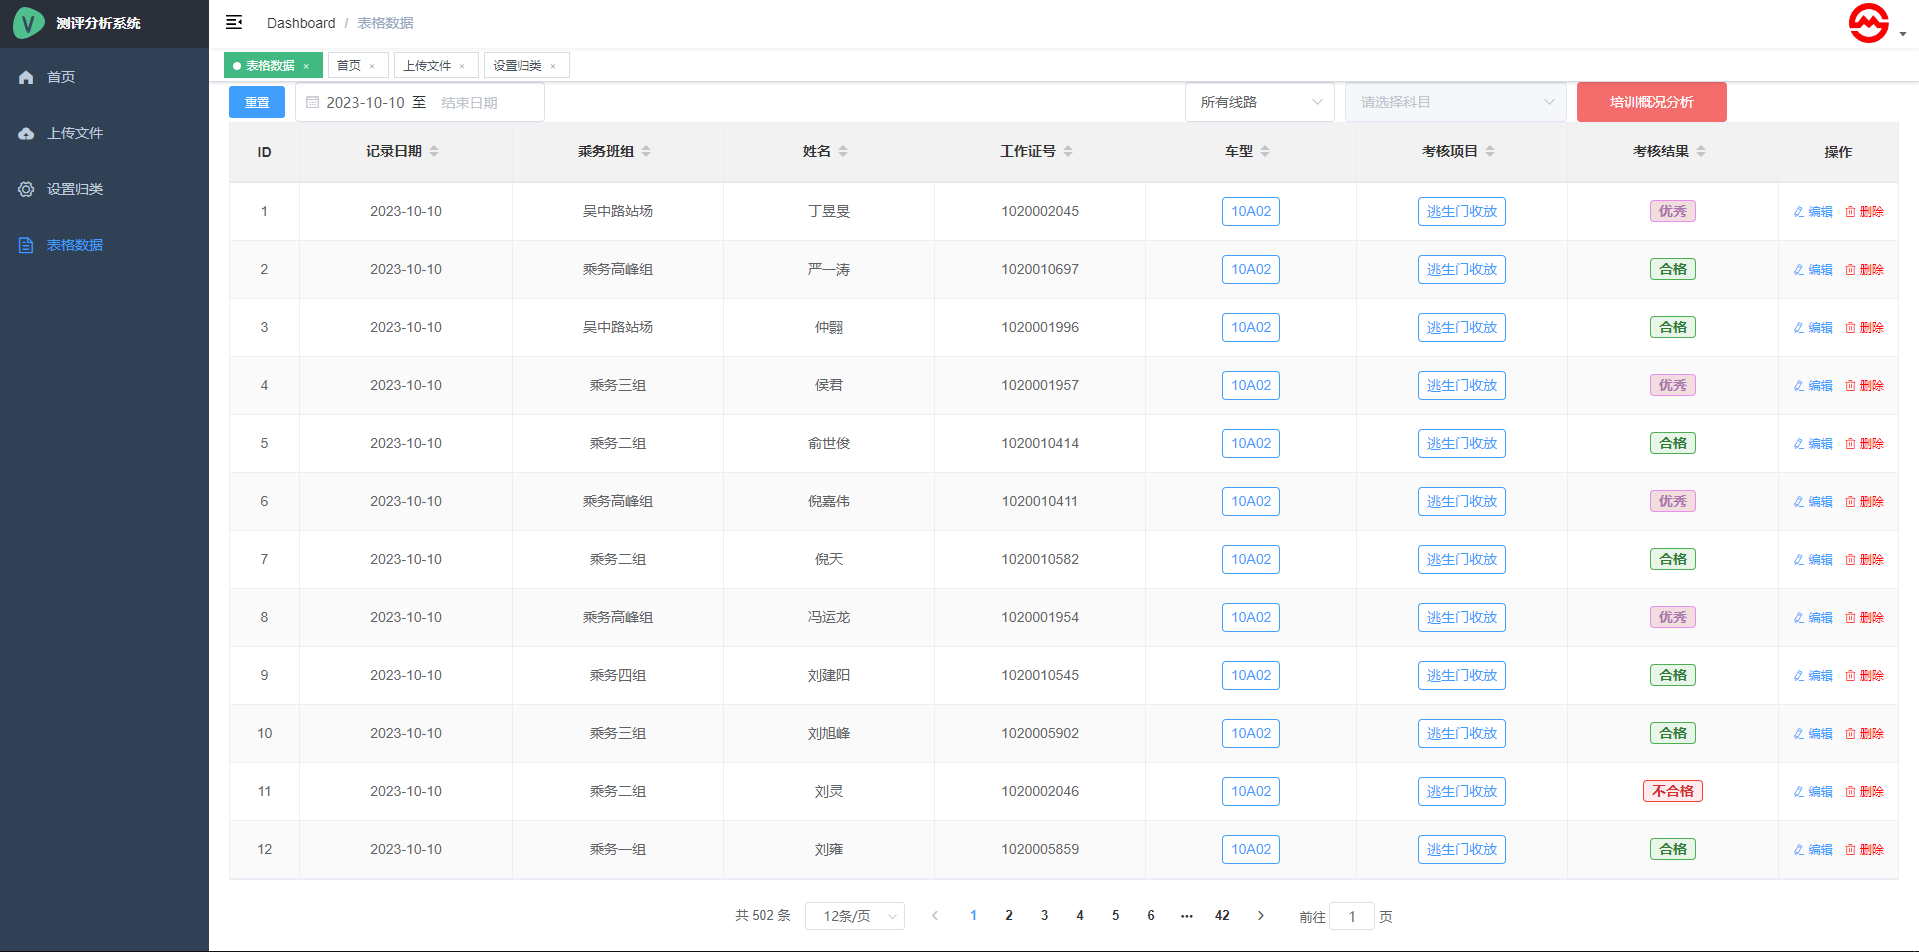 测评分析系统
首页
上传文件
设置归类
表格数据
Dashboard / 表格数据
表格数据 × 首页 × 上传文件 × 设置归类 ×
重置 2023-10-10 至 结束日期 所有线路 请选择科目 培训概况分析
ID 记录日期 乘务班组 姓名 工作证号 车型 考核项目 考核结果 操作
1 2023-10-10 吴中路站场 丁昱旻 1020002045 10A02 逃生门收放 优秀 编辑 删除
2 2023-10-10 乘务高峰组 严一涛 1020010697 10A02 逃生门收放 合格 编辑 删除
3 2023-10-10 吴中路站场 仲翾 1020001996 10A02 逃生门收放 合格 编辑 删除
4 2023-10-10 乘务三组 侯君 1020001957 10A02 逃生门收放 优秀 编辑 删除
5 2023-10-10 乘务二组 俞世俊 1020010414 10A02 逃生门收放 合格 编辑 删除
6 2023-10-10 乘务高峰组 倪嘉伟 1020010411 10A02 逃生门收放 优秀 编辑 删除
7 2023-10-10 乘务二组 倪天 1020010582 10A02 逃生门收放 合格 编辑 删除
8 2023-10-10 乘务高峰组 冯运龙 1020001954 10A02 逃生门收放 优秀 编辑 删除
9 2023-10-10 乘务四组 刘建阳 1020010545 10A02 逃生门收放 合格 编辑 删除
10 2023-10-10 乘务三组 刘旭峰 1020005902 10A02 逃生门收放 合格 编辑 删除
11 2023-10-10 乘务二组 刘灵 1020002046 10A02 逃生门收放 不合格 编辑 删除
12 2023-10-10 乘务一组 刘雍 1020005859 10A02 逃生门收放 合格 编辑 删除
共 502 条 12条/页 1 2 3 4 5 6 ··· 42 前往 1 页